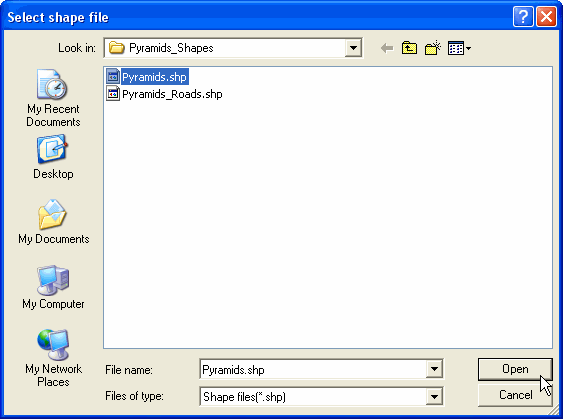 Select shape file
Look in: Pyramids_Shapes
Pyramids.shp
Pyramids_Roads.shp
My Recent
Documents
Desktop
My Documents
My Computer
My Network
Places
File name: Pyramids.shp Open
Files of type: Shape files(*.shp) Cancel